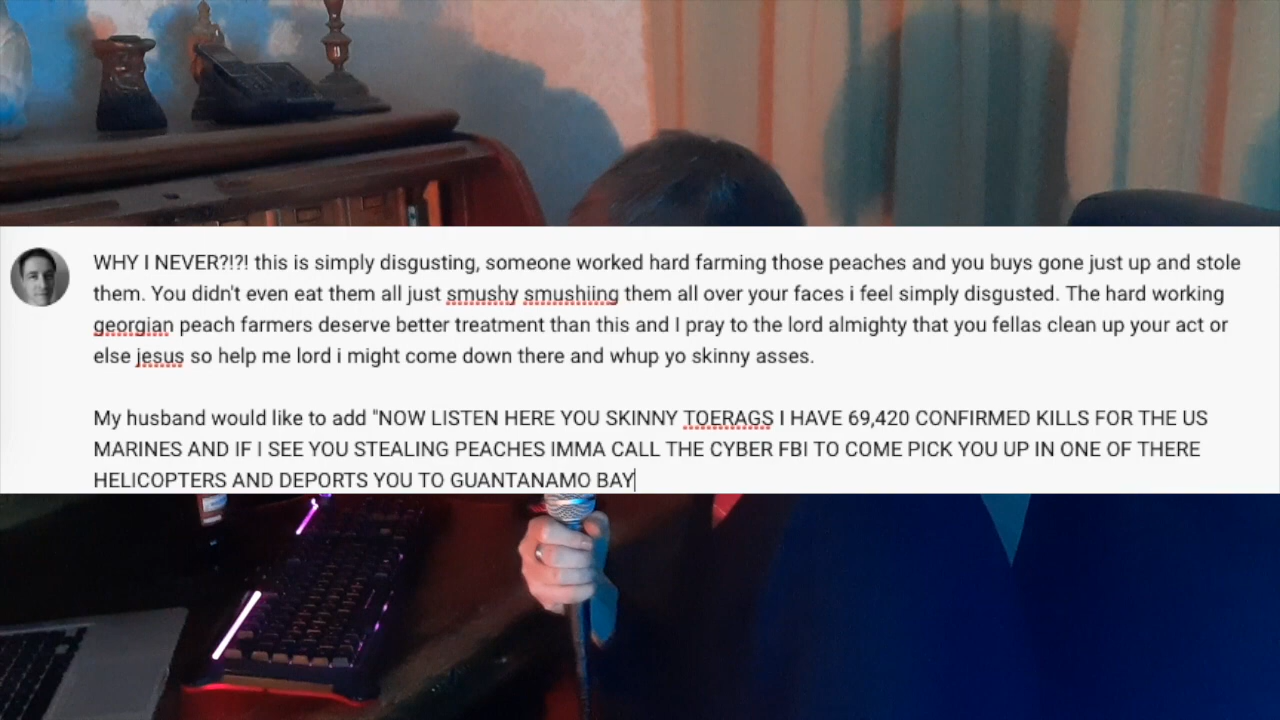 WHY I NEVER?!?! this is simply disgusting, someone worked hard farming those peaches and you buys gone just up and stole
them. You didn't even eat them all just smushy smushiing them all over your faces i feel simply disgusted. The hard working
georgian peach farmers deserve better treatment than this and I pray to the lord almighty that you fellas clean up your act or
else jesus so help me lord i might come down there and whup yo skinny asses.
My husband would like to add "NOW LISTEN HERE YOU SKINNY TOERAGS I HAVE 69,420 CONFIRMED KILLS FOR THE US
MARINES AND IF I SEE YOU STEALING PEACHES IMMA CALL THE CYBER FBI TO COME PICK YOU UP IN ONE OF THERE
HELICOPTERS AND DEPORTS YOU TO GUANTANAMO BAY